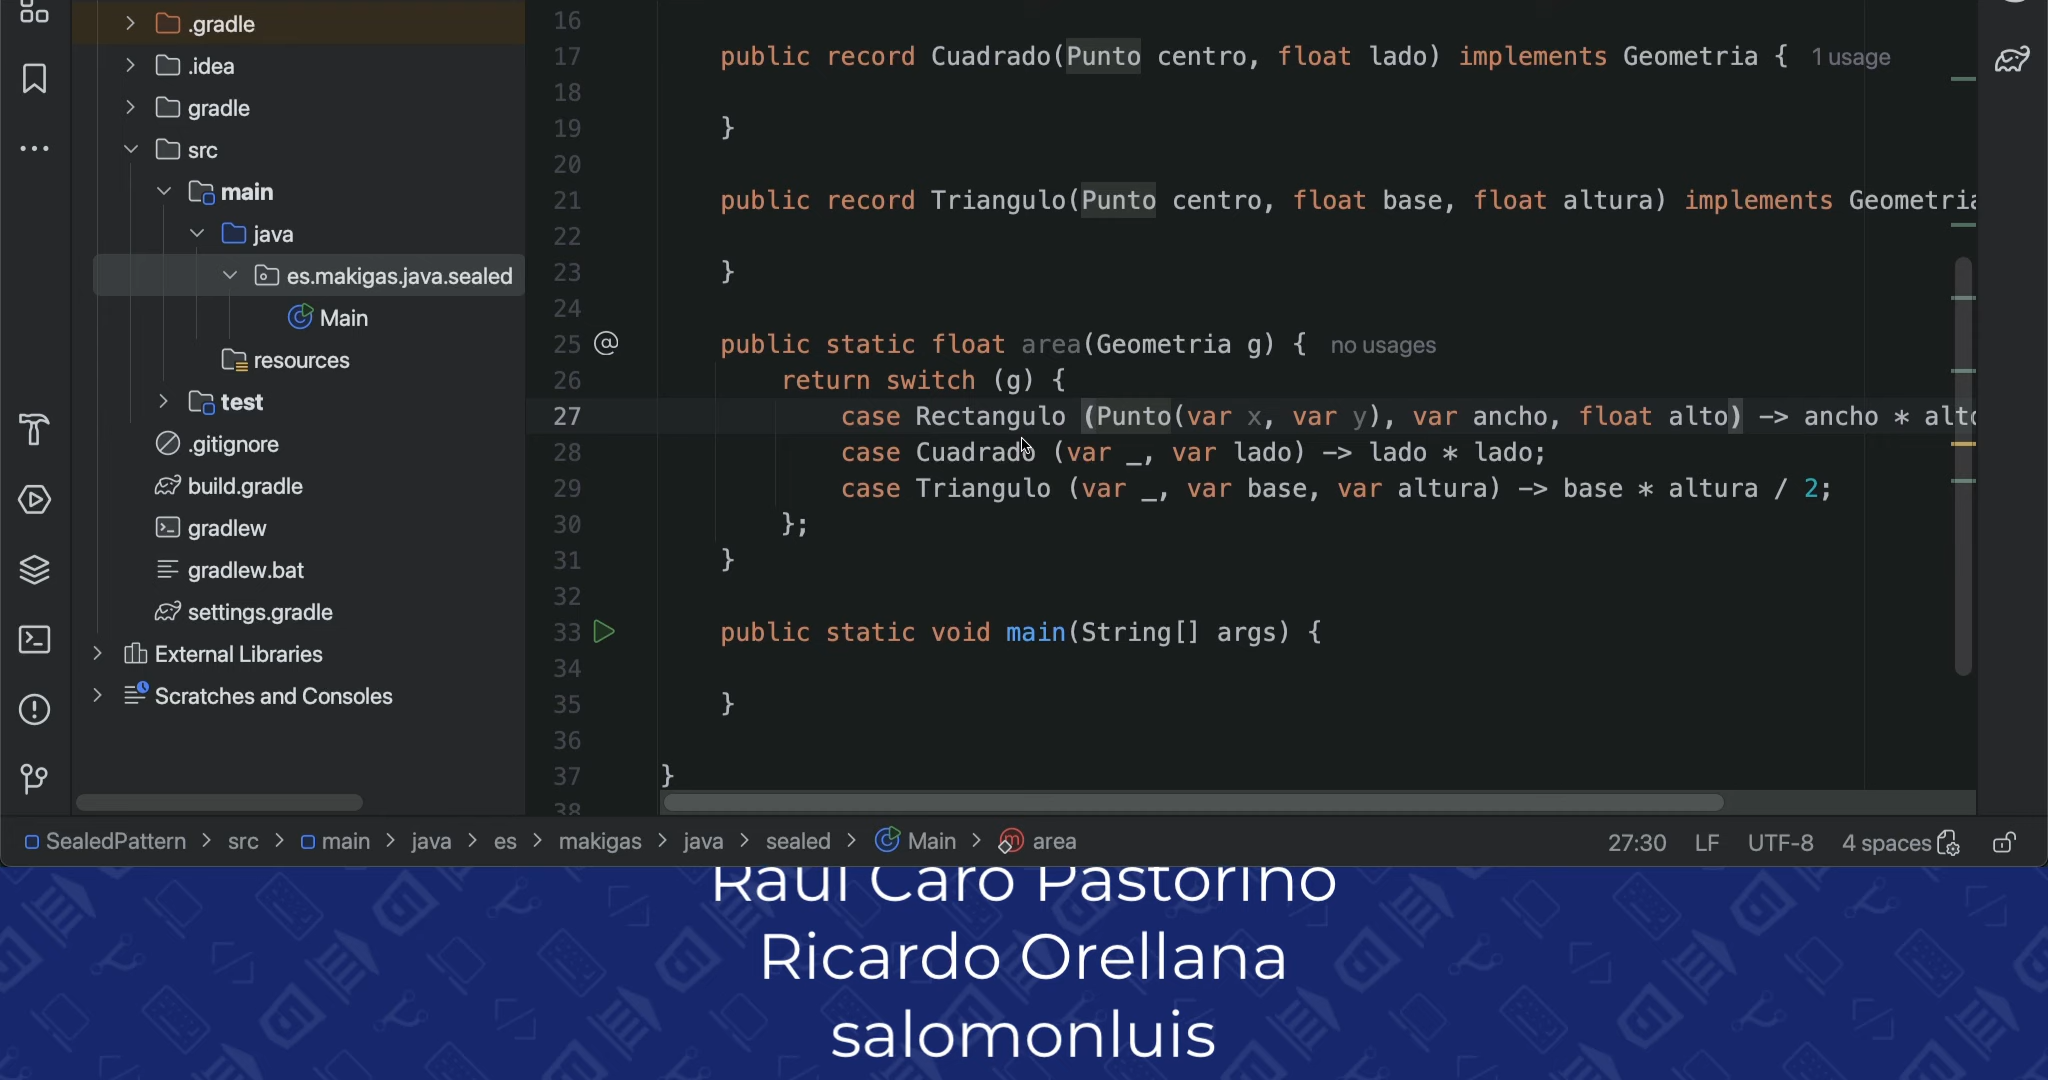 .gradle
.idea
gradle
src
main
java
es.makigas.java.sealed
Main
resources
test
.gitignore
build.gradle
gradlew
gradlew.bat
settings.gradle
External Libraries
Scratches and Consoles
16
17 public record Cuadrado(Punto centro, float lado) implements Geometria { 1 usage
18
19 }
20
21 public record Triangulo(Punto centro, float base, float altura) implements Geometria
22
23 }
24
25 @ public static float area(Geometria g) { no usages
26 return switch (g) {
27 case Rectangulo (Punto(var x, var y), var ancho, float alto) -> ancho * alto
28 case Cuadrado (var _, var lado) -> lado * lado;
29 case Triangulo (var _, var base, var altura) -> base * altura / 2;
30 };
31 }
32
33 public static void main(String[] args) {
34
35 }
36
37 }
38
SealedPattern > src > main > java > es > makigas > java > sealed > Main > area 27:30 LF UTF-8 4 spaces
Raul Caro Pastorino
Ricardo Orellana
salomonluis